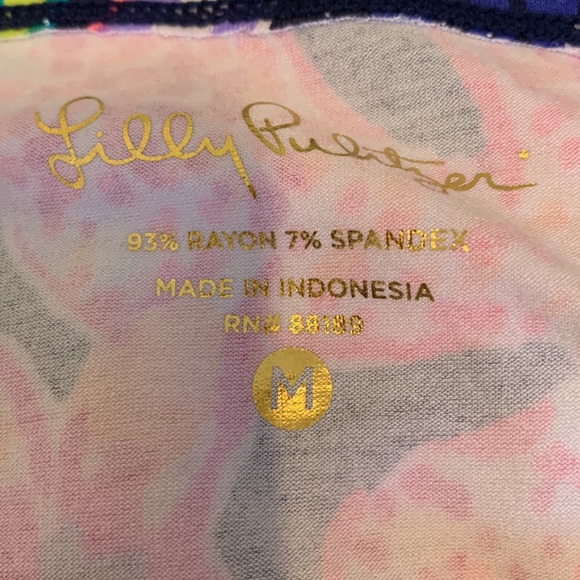 Lilly Pulitzer
93% RAYON 7% SPANDEX
MADE IN INDONESIA
RN# 88189
M